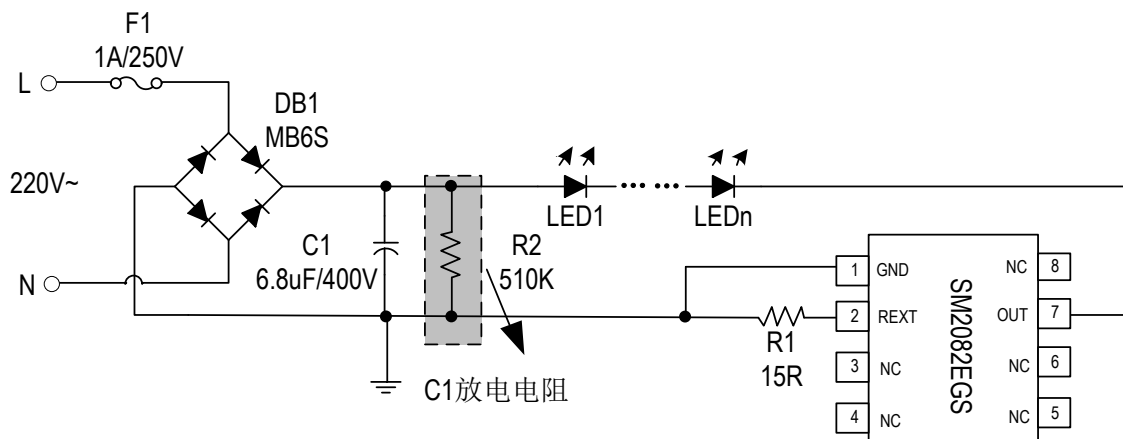 F1
1A/250V
L
DB1
MB6S
220V~
LED1
LEDn
C1
6.8uF/400V
R2
510K
N
1 GND
NC 8
2 REXT
OUT 7
SM2082EGS
R1
15R
3 NC
NC 6
4 NC
NC 5
C1放电电阻